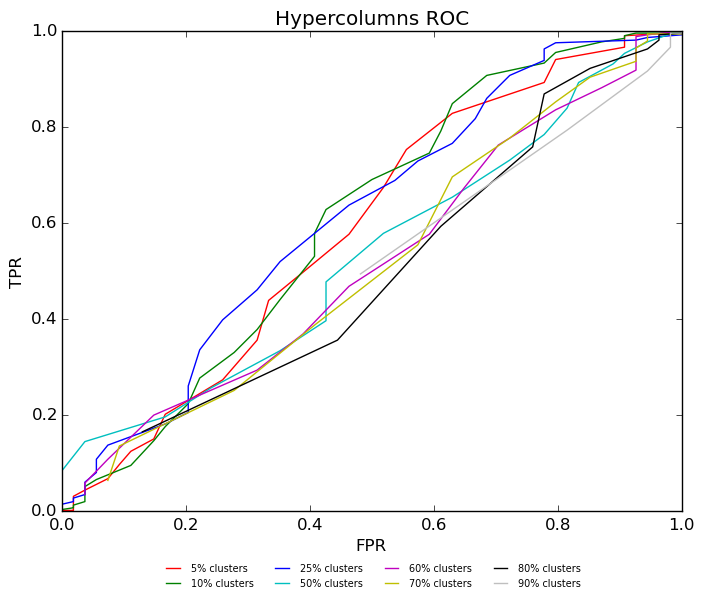 Hypercolumns ROC
1.0
0.8
0.6
0.4
0.2
0.0
TPR
0.0 0.2 0.4 0.6 0.8 1.0
FPR
5% clusters 25% clusters 60% clusters 80% clusters
10% clusters 50% clusters 70% clusters 90% clusters